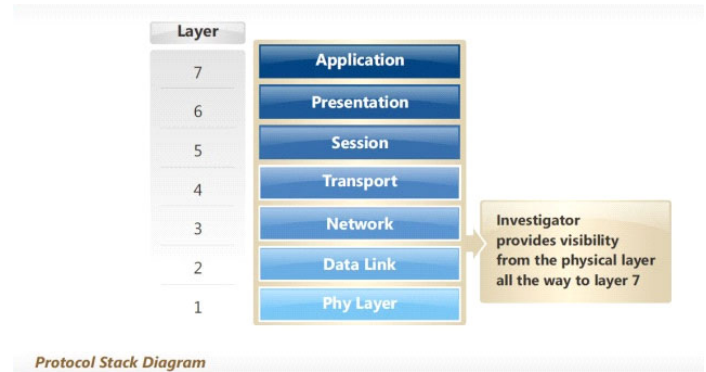 Layer
7
Application
6
Presentation
5
Session
4
Transport
3
Network
2
Data Link
1
Phy Layer
Investigator
provides visibility
from the physical layer
all the way to layer 7
Protocol Stack Diagram